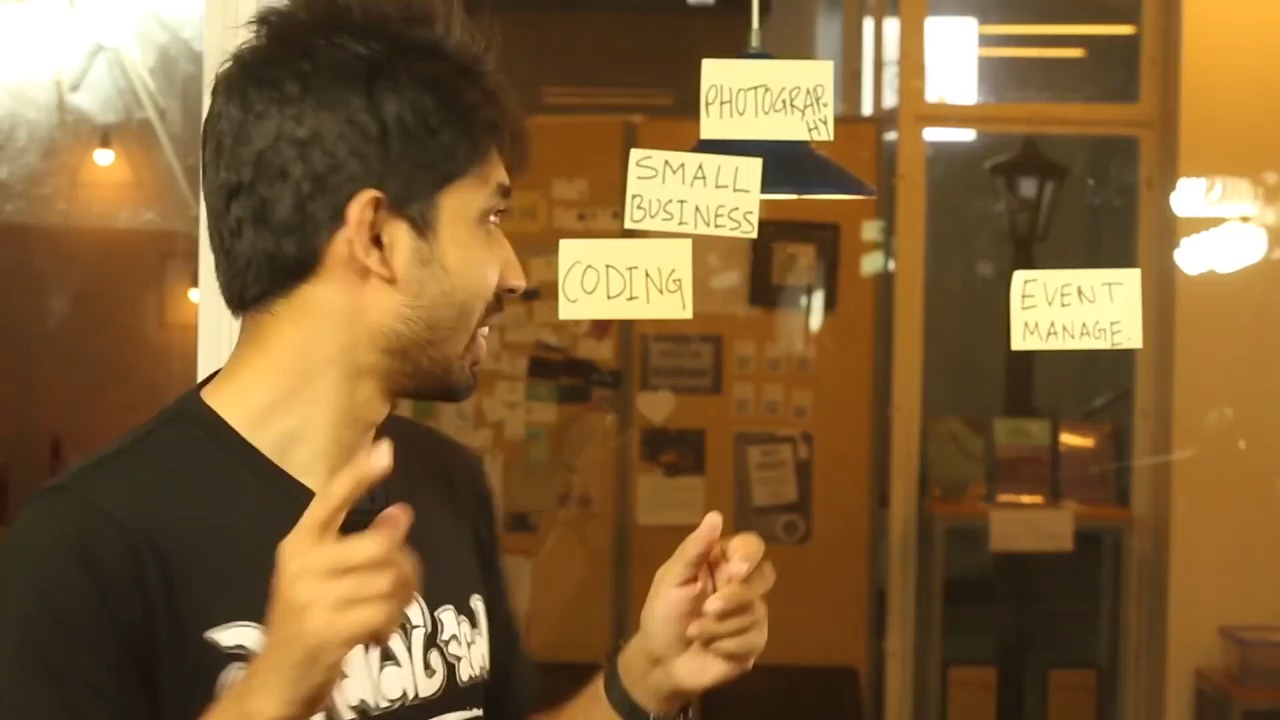 PHOTOGRAP-
HY
SMALL
BUSINESS
CODING
EVENT
MANAGE.